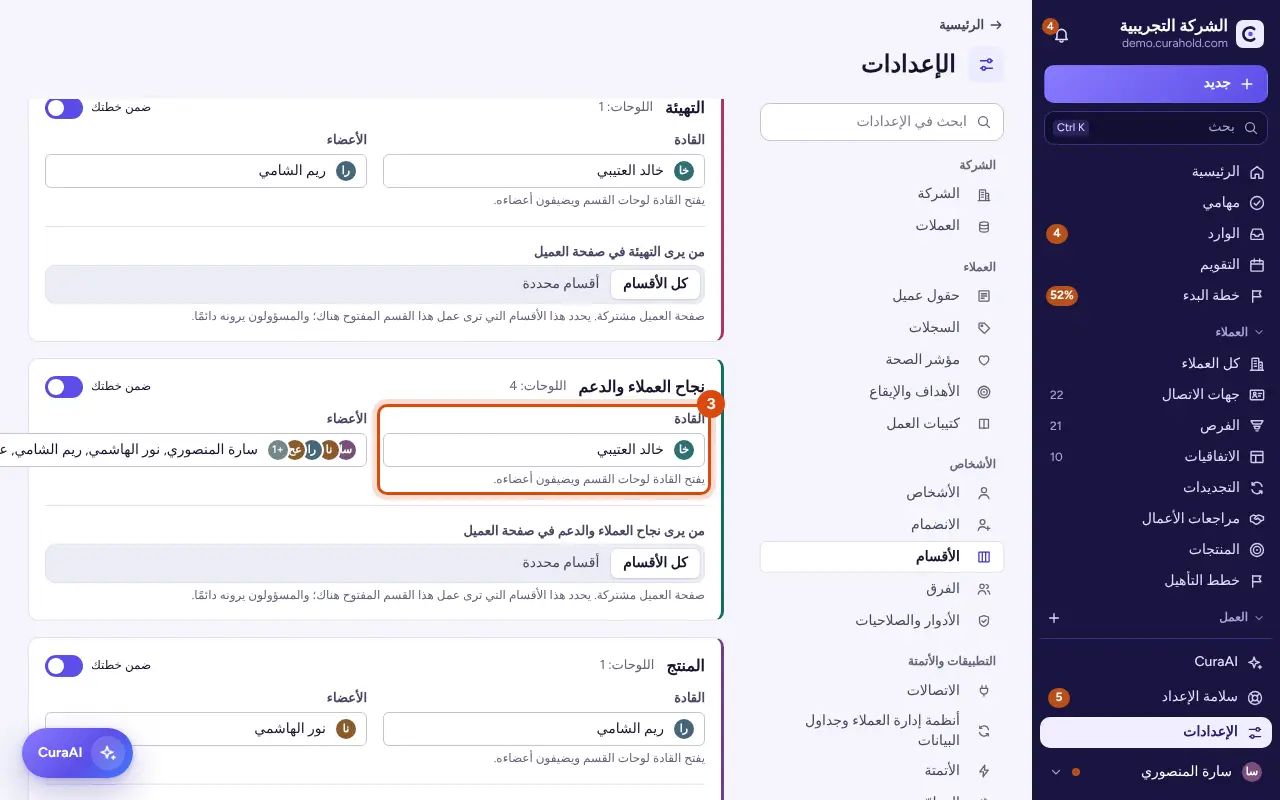 الشركة التجريبية
demo.curahold.com
4
جديد
بحث
Ctrl K
الرئيسية
مهامي
الوارد
4
التقويم
خطة البدء
52%
العملاء
كل العملاء
جهات الاتصال
22
الفرص
21
الاتفاقيات
10
التجديدات
مراجعات الأعمال
المنتجات
خطط التأهيل
العمل
CuraAI
سلامة الإعداد
5
الإعدادات
سا
سارة المنصوري
الرئيسية
الإعدادات
ابحث في الإعدادات
الشركة
الشركة
العملات
العملاء
حقول عميل
السجلات
مؤشر الصحة
الأهداف والإيقاع
كتيبات العمل
الأشخاص
الأشخاص
الانضمام
الأقسام
الفرق
الأدوار والصلاحيات
التطبيقات والأتمتة
الاتصالات
أنظمة إدارة العملاء وجداول
البيانات
الأتمتة
التهيئة
اللوحات: 1
ضمن خطتك
القادة
الأعضاء
خا
خالد العتيبي
را
ريم الشامي
يفتح القادة لوحات القسم ويضيفون أعضاءه.
من يرى التهيئة في صفحة العميل
كل الأقسام
أقسام محددة
صفحة العميل مشتركة. يحدد هذا الأقسام التي ترى عمل هذا القسم المفتوح هناك؛ والمسؤولون يرونه دائمًا.
نجاح العملاء والدعم
اللوحات: 4
ضمن خطتك
3
القادة
الأعضاء
خا
خالد العتيبي
سا
نا
را
عج
+1
سارة المنصوري, نور الهاشمي, ريم الشامي, ع
يفتح القادة لوحات القسم ويضيفون أعضاءه.
من يرى نجاح العملاء والدعم في صفحة العميل
كل الأقسام
أقسام محددة
صفحة العميل مشتركة. يحدد هذا الأقسام التي ترى عمل هذا القسم المفتوح هناك؛ والمسؤولون يرونه دائمًا.
المنتج
اللوحات: 1
ضمن خطتك
القادة
الأعضاء
را
ريم الشامي
نا
نور الهاشمي
يفتح القادة لوحات القسم ويضيفون أعضاءه.
CuraAI